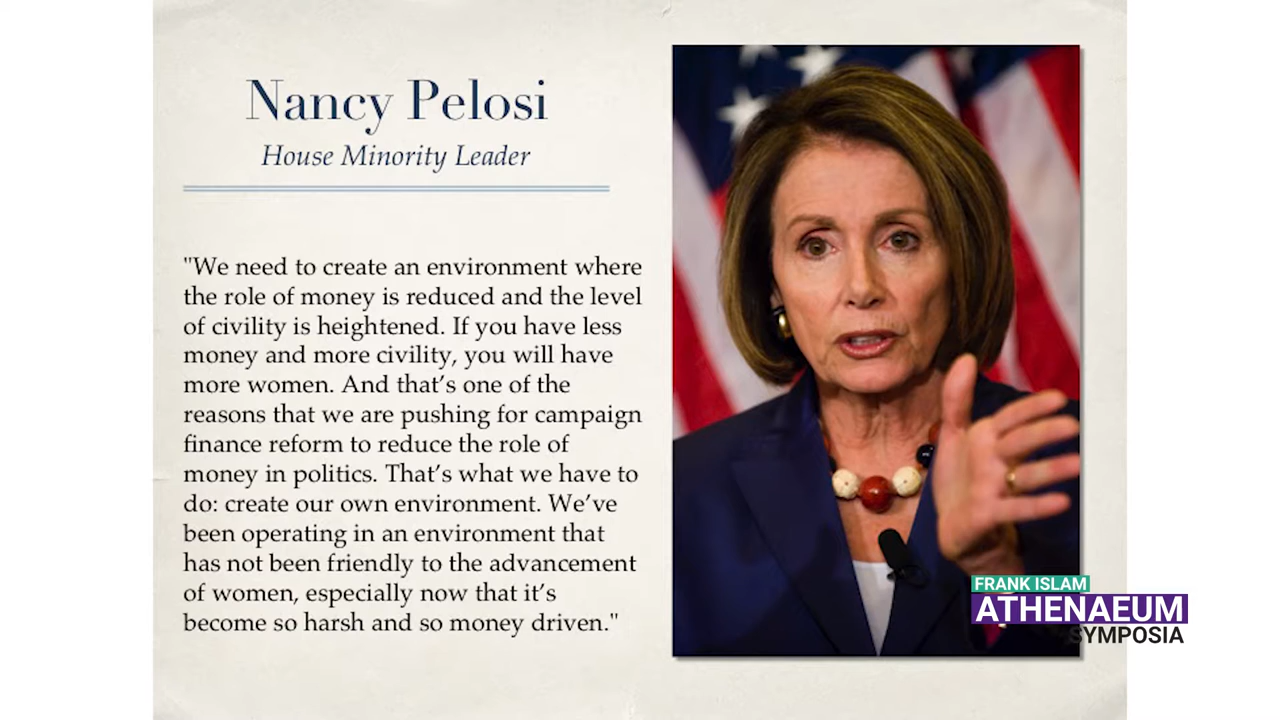 Nancy Pelosi
House Minority Leader
"We need to create an environment where
the role of money is reduced and the level
of civility is heightened. If you have less
money and more civility, you will have
more women. And that’s one of the
reasons that we are pushing for campaign
finance reform to reduce the role of
money in politics. That’s what we have to
do: create our own environment. We’ve
been operating in an environment that
has not been friendly to the advancement
of women, especially now that it’s
become so harsh and so money driven."
FRANK ISLAM
ATHENAEUM
SYMPOSIA